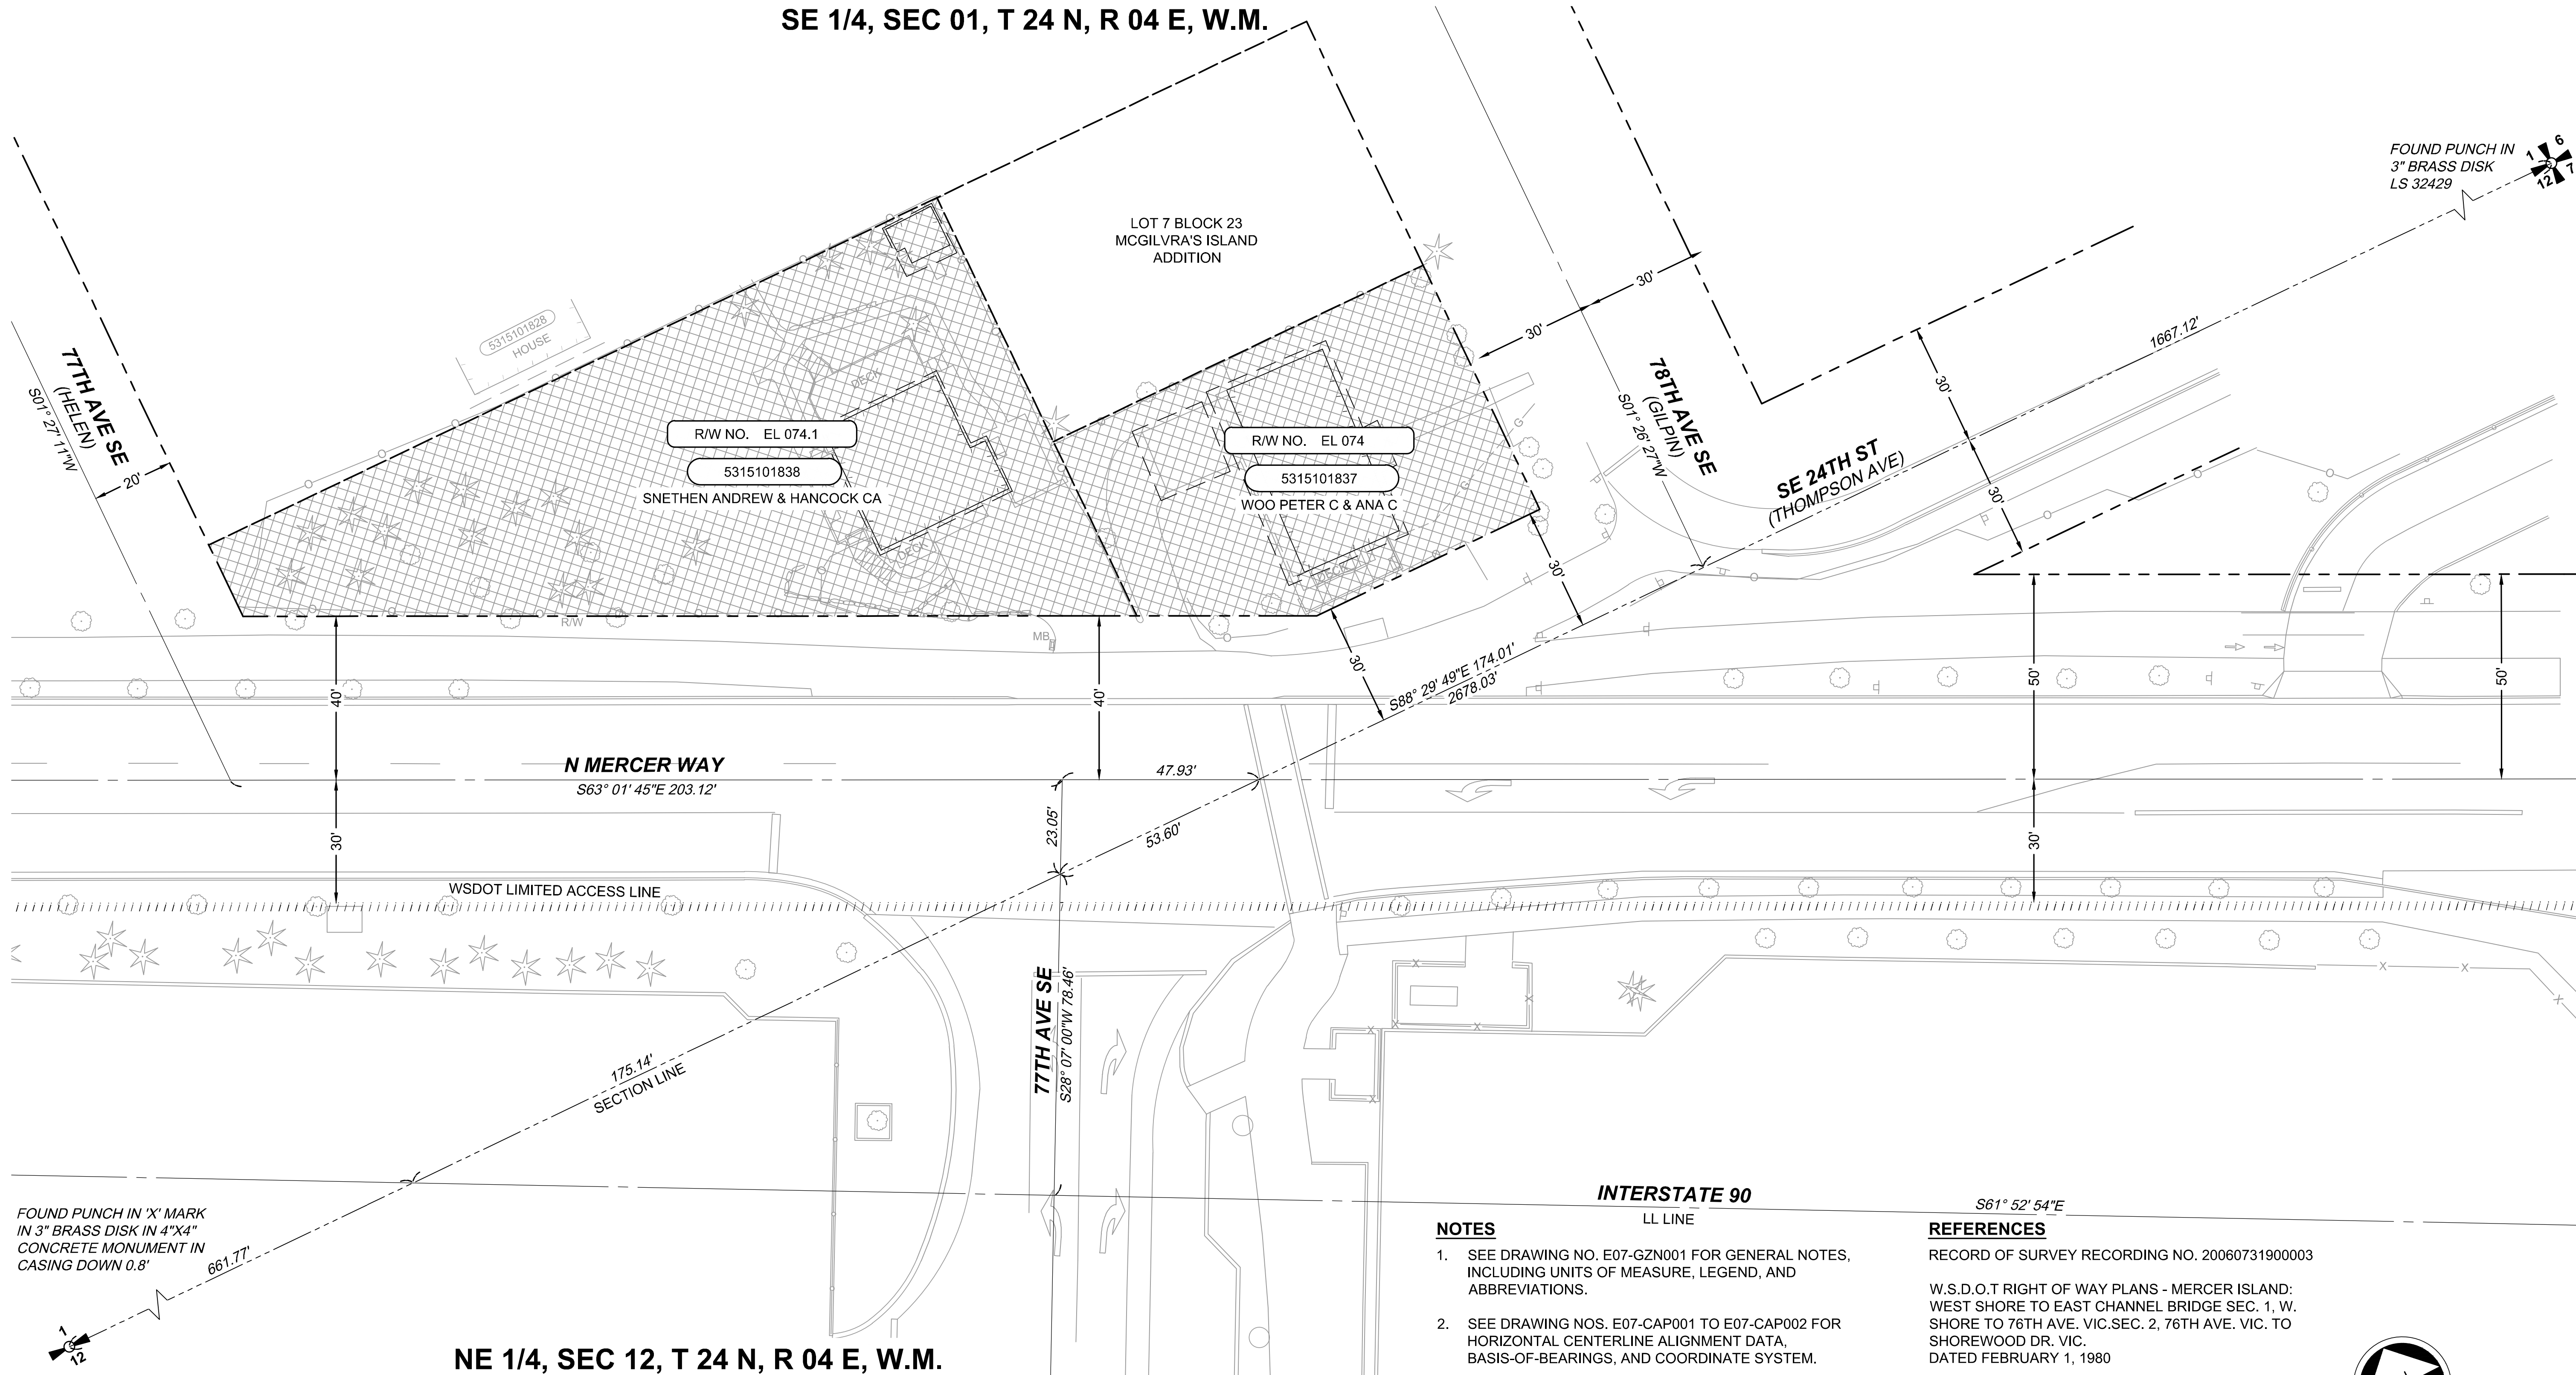 SE 1/4, SEC 01, T 24 N, R 04 E, W.M.
FOUND PUNCH IN
3" BRASS DISK
LS 32429
1
6
12
7
LOT 7 BLOCK 23
MCGILVRA'S ISLAND
ADDITION
5315101828
HOUSE
77TH AVE SE
(HELEN)
S01° 27' 11"W
20'
DECK
R/W NO. EL 074.1
5315101838
SNETHEN ANDREW & HANCOCK CA
DECK
R/W NO. EL 074
5315101837
WOO PETER C & ANA C
DECK
G
G
30'
30'
78TH AVE SE
(GILPIN)
S01° 26' 27"W
SE 24TH ST
(THOMPSON AVE)
1667.12'
30'
30'
30'
30'
R/W
MB
S88° 29' 49"E 174.01'
2678.03'
40'
40'
50'
50'
N MERCER WAY
S63° 01' 45"E 203.12'
47.93'
23.05'
53.60'
30'
30'
WSDOT LIMITED ACCESS LINE
77TH AVE SE
S28° 07' 00"W 78.46'
175.14'
SECTION LINE
INTERSTATE 90
LL LINE
S61° 52' 54"E
FOUND PUNCH IN 'X' MARK
IN 3" BRASS DISK IN 4"X4"
CONCRETE MONUMENT IN
CASING DOWN 0.8'
661.77'
1
12
NE 1/4, SEC 12, T 24 N, R 04 E, W.M.
NOTES
1. SEE DRAWING NO. E07-GZN001 FOR GENERAL NOTES,
INCLUDING UNITS OF MEASURE, LEGEND, AND
ABBREVIATIONS.
2. SEE DRAWING NOS. E07-CAP001 TO E07-CAP002 FOR
HORIZONTAL CENTERLINE ALIGNMENT DATA,
BASIS-OF-BEARINGS, AND COORDINATE SYSTEM.
REFERENCES
RECORD OF SURVEY RECORDING NO. 20060731900003
W.S.D.O.T RIGHT OF WAY PLANS - MERCER ISLAND:
WEST SHORE TO EAST CHANNEL BRIDGE SEC. 1, W.
SHORE TO 76TH AVE. VIC.SEC. 2, 76TH AVE. VIC. TO
SHOREWOOD DR. VIC.
DATED FEBRUARY 1, 1980